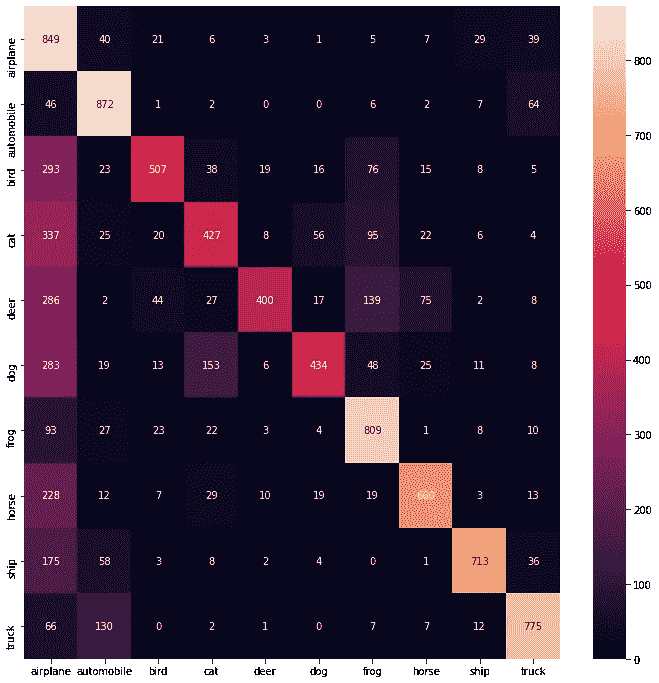 airplane 849 40 21 6 3 1 5 7 29 39
automobile 46 872 1 2 0 0 6 2 7 64
bird 293 23 507 38 19 16 76 15 8 5
cat 337 25 20 427 8 56 95 22 6 4
deer 286 2 44 27 400 17 139 75 2 8
dog 283 19 13 153 6 434 48 25 11 8
frog 93 27 23 22 3 4 809 1 8 10
horse 228 12 7 29 10 19 19 660 3 13
ship 175 58 3 8 2 4 0 1 713 36
truck 66 130 0 2 1 0 7 7 12 775
airplane automobile bird cat deer dog frog horse ship truck
800
700
600
500
400
300
200
100
0